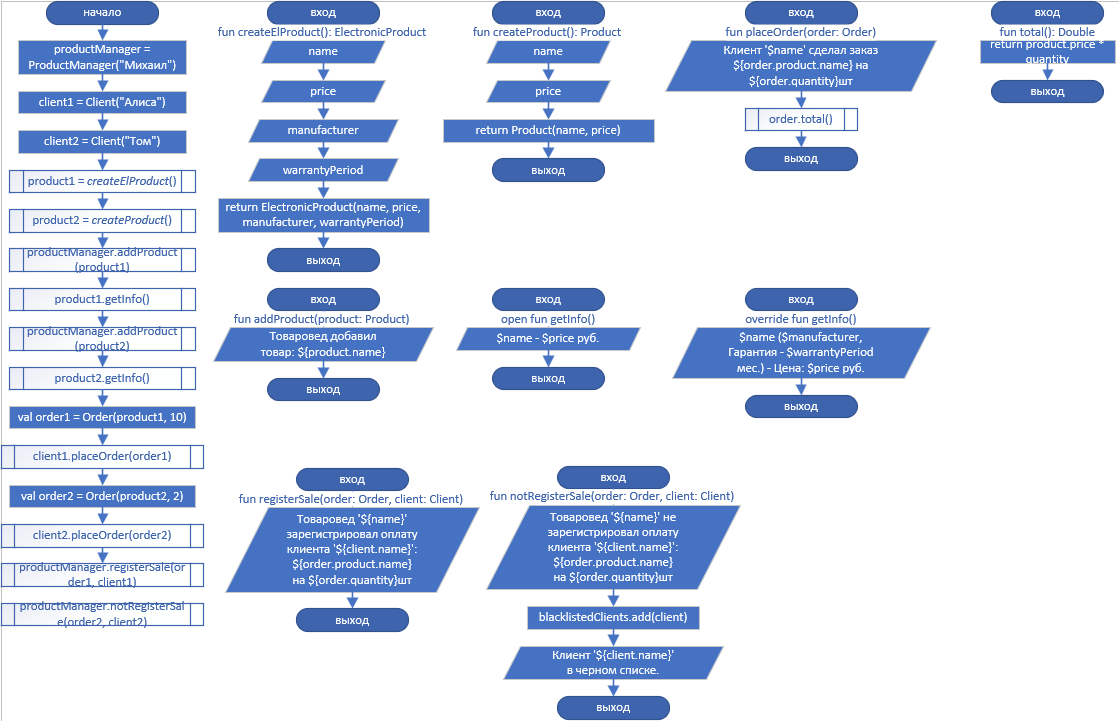 начало
productManager =
ProductManager("Михаил")
client1 = Client("Алиса")
client2 = Client("Том")
product1 = createElProduct()
product2 = createProduct()
productManager.addProduct
(product1)
product1.getInfo()
productManager.addProduct
(product2)
product2.getInfo()
val order1 = Order(product1, 10)
client1.placeOrder(order1)
val order2 = Order(product2, 2)
client2.placeOrder(order2)
productManager.registerSale(or
der1, client1)
productManager.notRegisterSal
e(order2, client2)
вход
fun createElProduct(): ElectronicProduct
name
price
manufacturer
warrantyPeriod
return ElectronicProduct(name, price,
manufacturer, warrantyPeriod)
выход
вход
fun createProduct(): Product
name
price
return Product(name, price)
выход
вход
fun placeOrder(order: Order)
Клиент '$name' сделал заказ
${order.product.name} на
${order.quantity}шт
order.total()
выход
вход
fun total(): Double
return product.price *
quantity
выход
вход
fun addProduct(product: Product)
Товаровед добавил
товар: ${product.name}
выход
вход
open fun getInfo()
$name - $price руб.
выход
вход
override fun getInfo()
$name ($manufacturer,
Гарантия - $warrantyPeriod
мес.) - Цена: $price руб.
выход
вход
fun registerSale(order: Order, client: Client)
Товаровед '${name}'
зарегистрировал оплату
клиента '${client.name}':
${order.product.name}
на ${order.quantity}шт
выход
вход
fun notRegisterSale(order: Order, client: Client)
Товаровед '${name}' не
зарегистрировал оплату
клиента '${client.name}':
${order.product.name}
на ${order.quantity}шт
blacklistedClients.add(client)
Клиент '${client.name}'
в черном списке.
выход